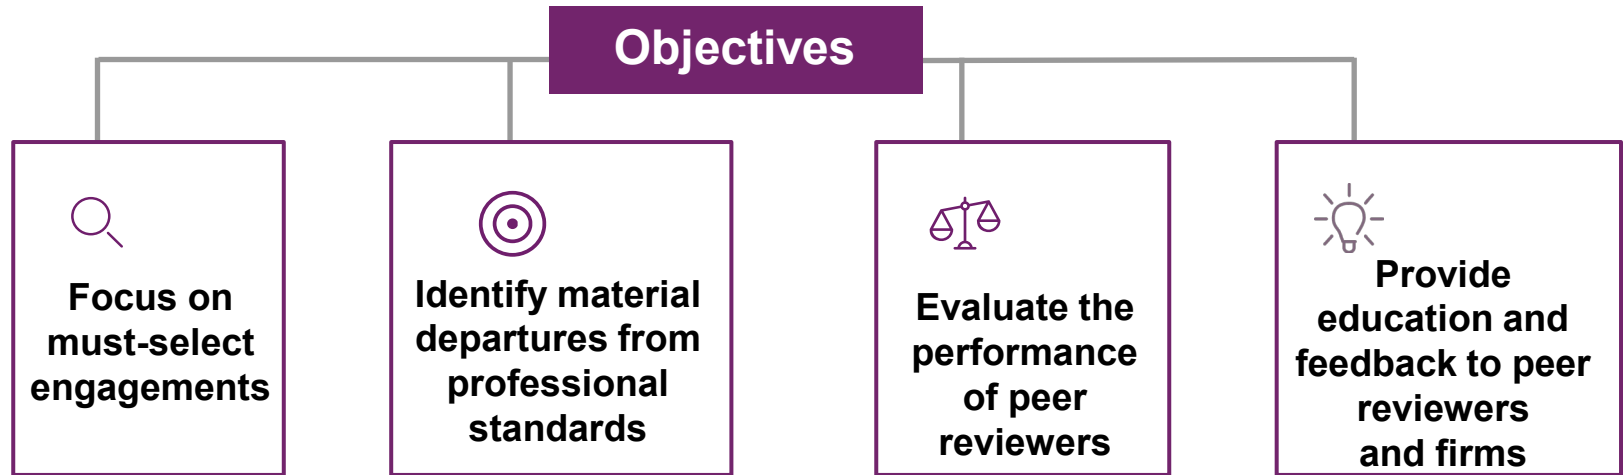 Objectives
Focus on
must-select
engagements
Identify material
departures from
professional
standards
Evaluate the
performance
of peer
reviewers
Provide
education and
feedback to peer
reviewers
and firms